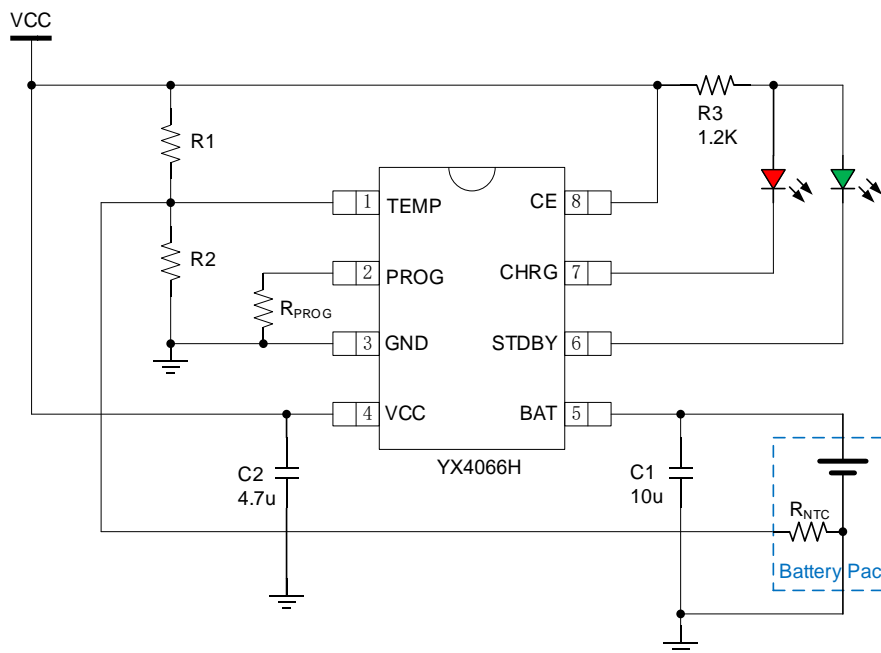 VCC
R1
R2
R3
1.2K
1
TEMP
CE
8
2
PROG
CHRG
7
RPROG
3
GND
STDBY
6
4
VCC
BAT
5
YX4066H
C2
4.7u
C1
10u
RNTC
Battery Pac